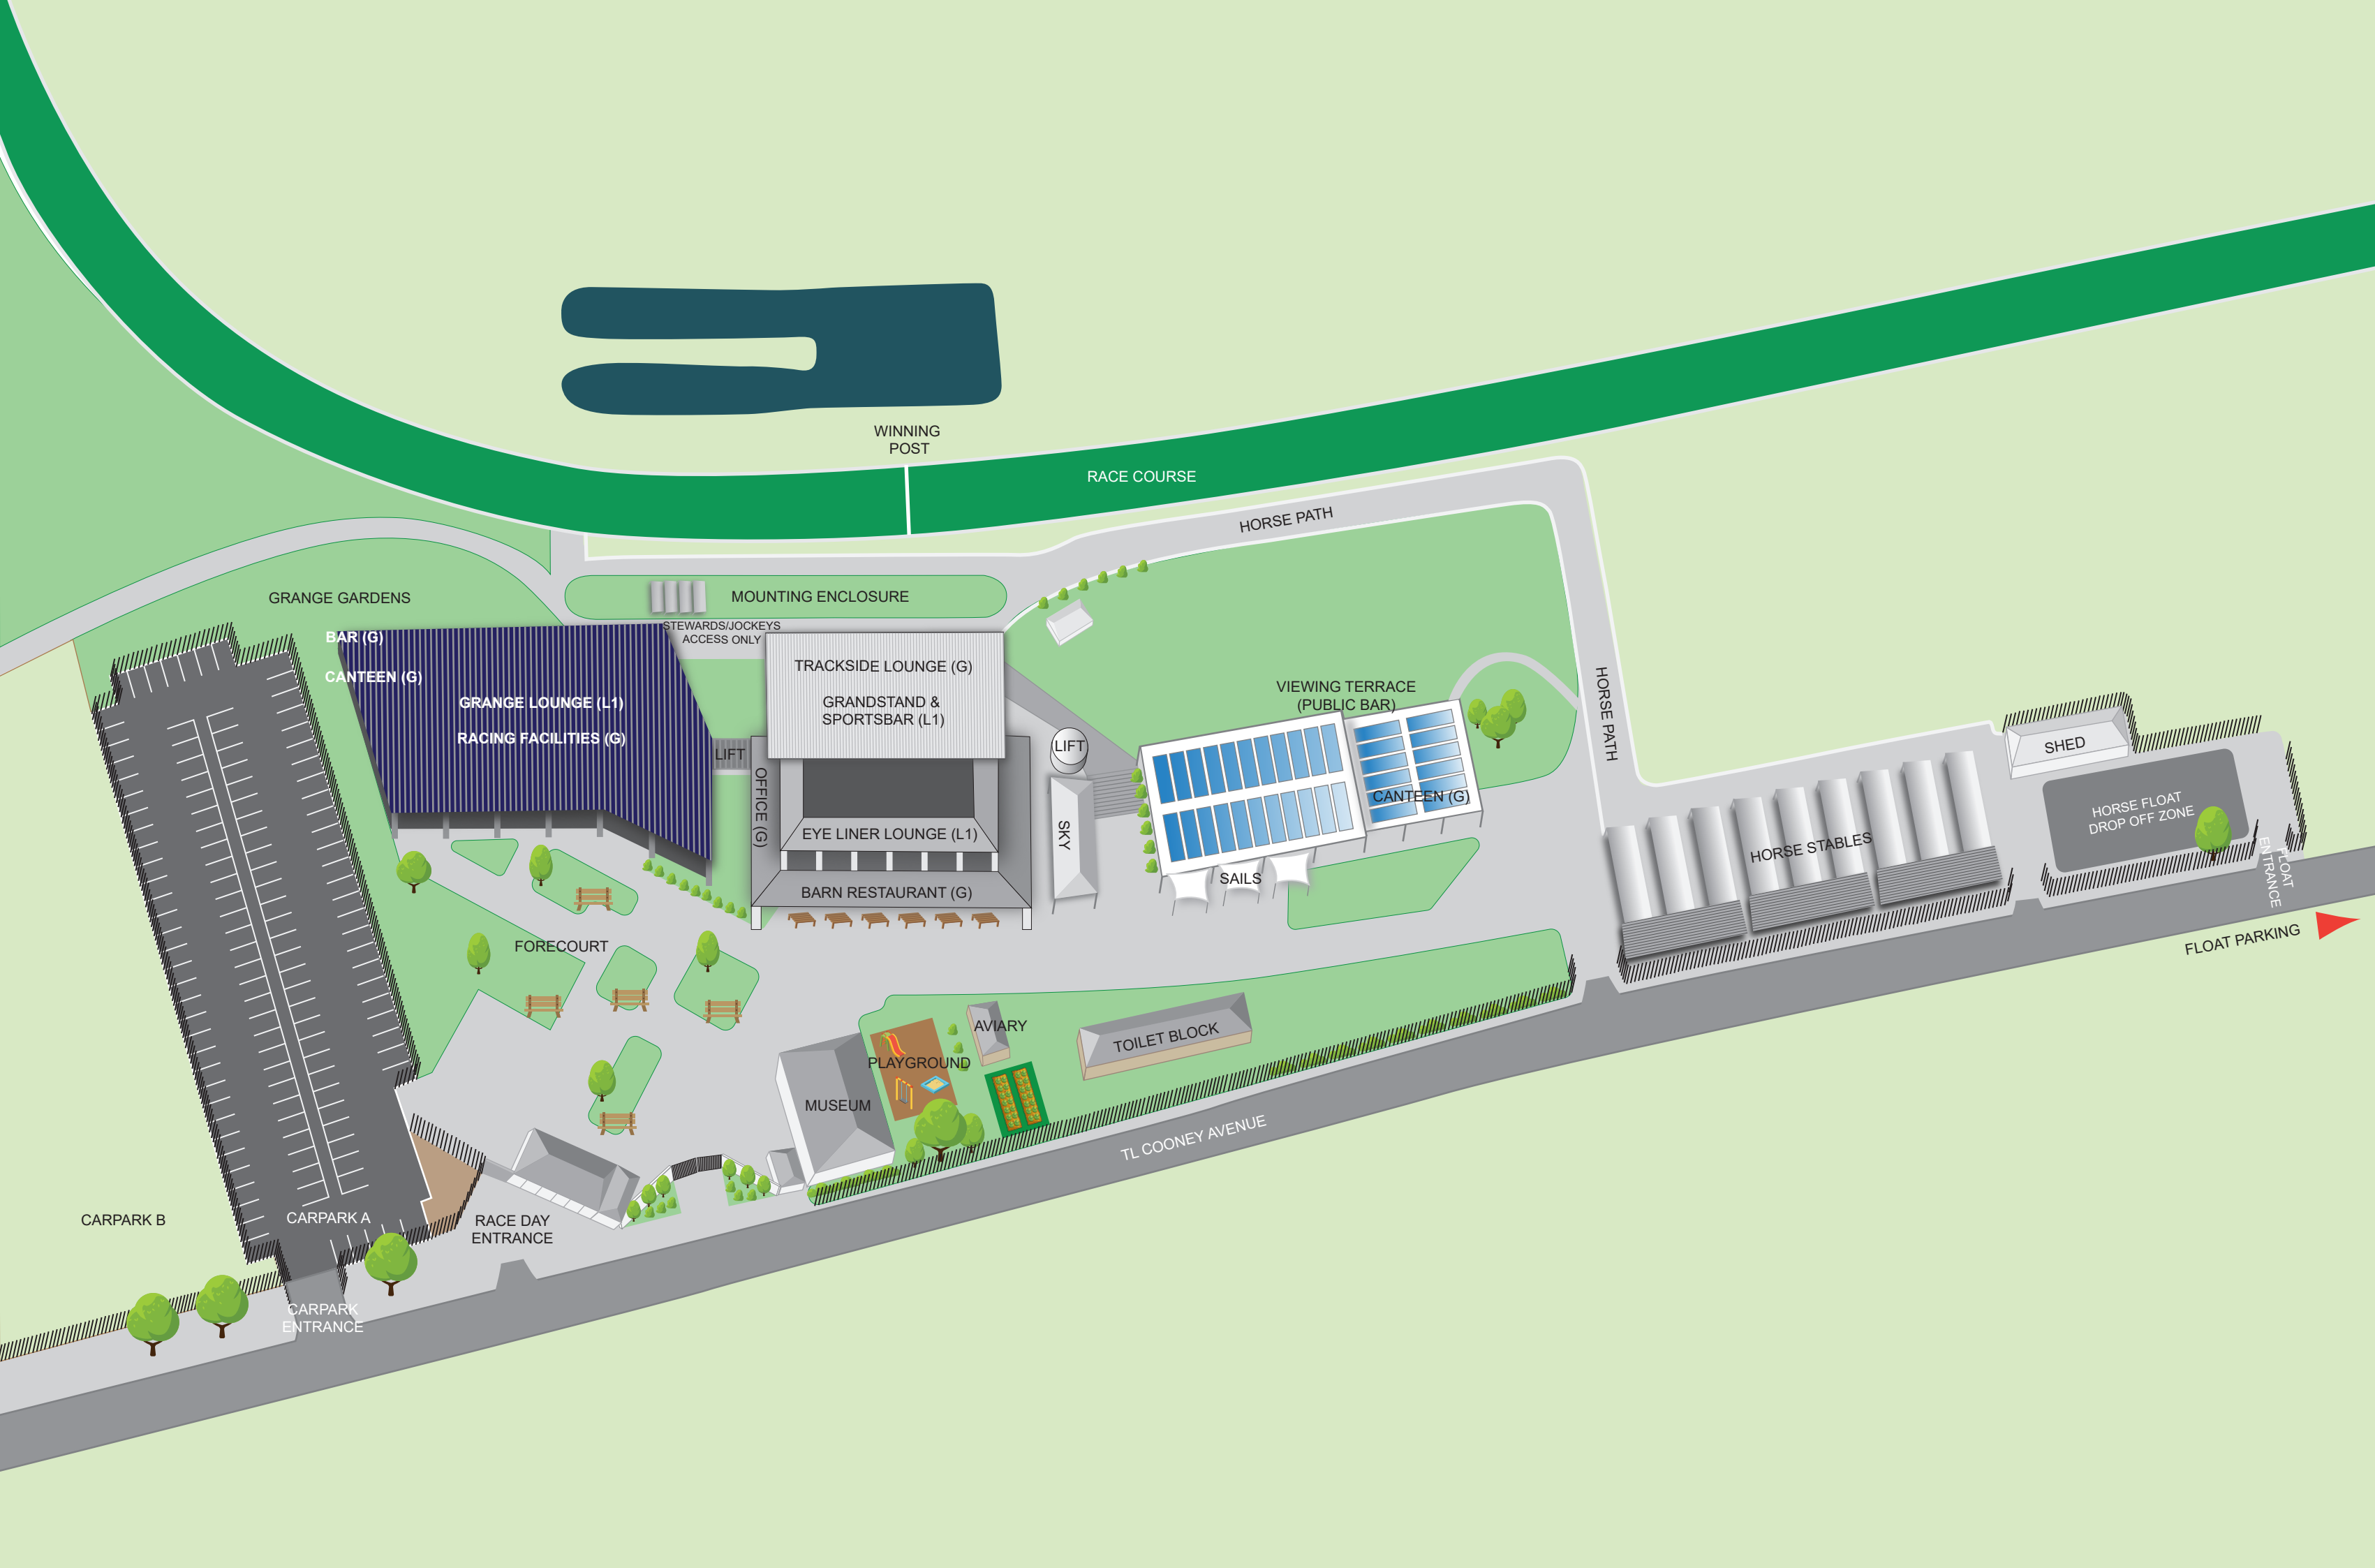 WINNING
POST
RACE COURSE
HORSE PATH
GRANGE GARDENS
MOUNTING ENCLOSURE
STEWARDS/JOCKEYS
ACCESS ONLY
BAR (G)
CANTEEN (G)
GRANGE LOUNGE (L1)
RACING FACILITIES (G)
TRACKSIDE LOUNGE (G)
GRANDSTAND &
SPORTSBAR (L1)
LIFT
OFFICE (G)
EYE LINER LOUNGE (L1)
BARN RESTAURANT (G)
LIFT
SKY
VIEWING TERRACE
(PUBLIC BAR)
CANTEEN (G)
SAILS
HORSE PATH
SHED
HORSE FLOAT
DROP OFF ZONE
HORSE STABLES
FLOAT
ENTRANCE
FLOAT PARKING
FORECOURT
AVIARY
PLAYGROUND
TOILET BLOCK
MUSEUM
TL COONEY AVENUE
CARPARK B
CARPARK A
RACE DAY
ENTRANCE
CARPARK
ENTRANCE